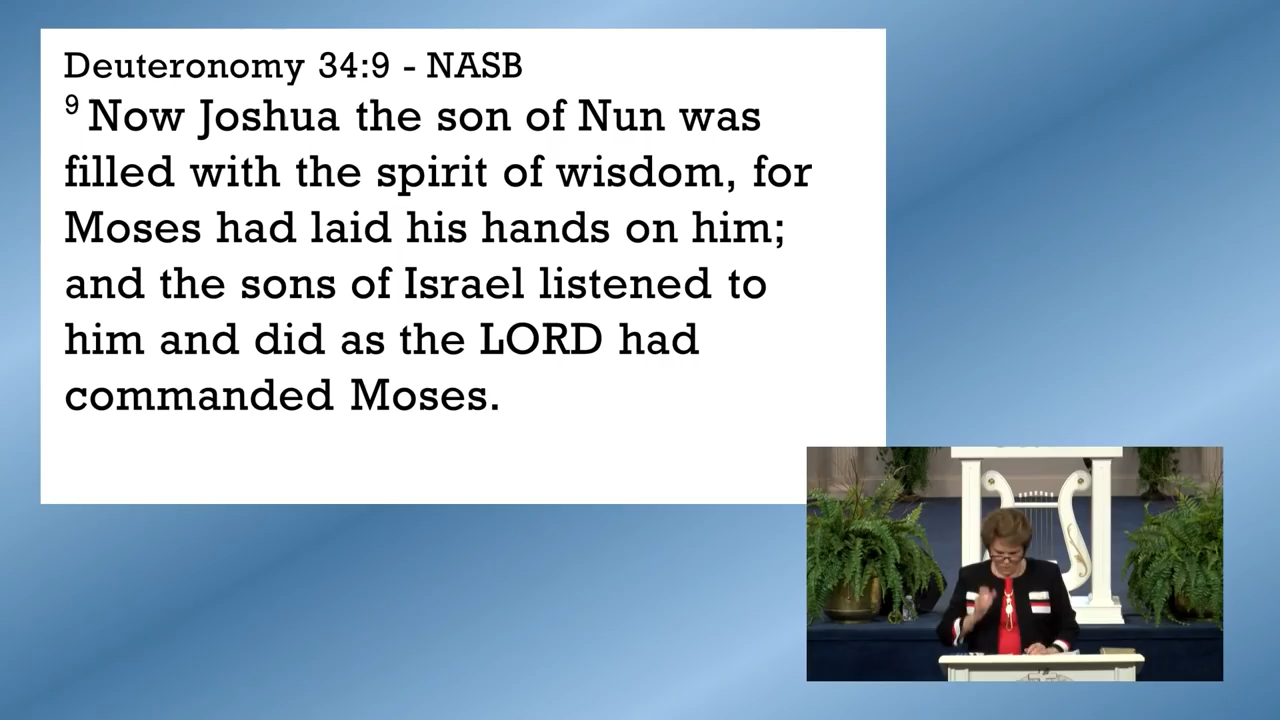 Deuteronomy 34:9 - NASB
9 Now Joshua the son of Nun was
filled with the spirit of wisdom, for
Moses had laid his hands on him;
and the sons of Israel listened to
him and did as the LORD had
commanded Moses.